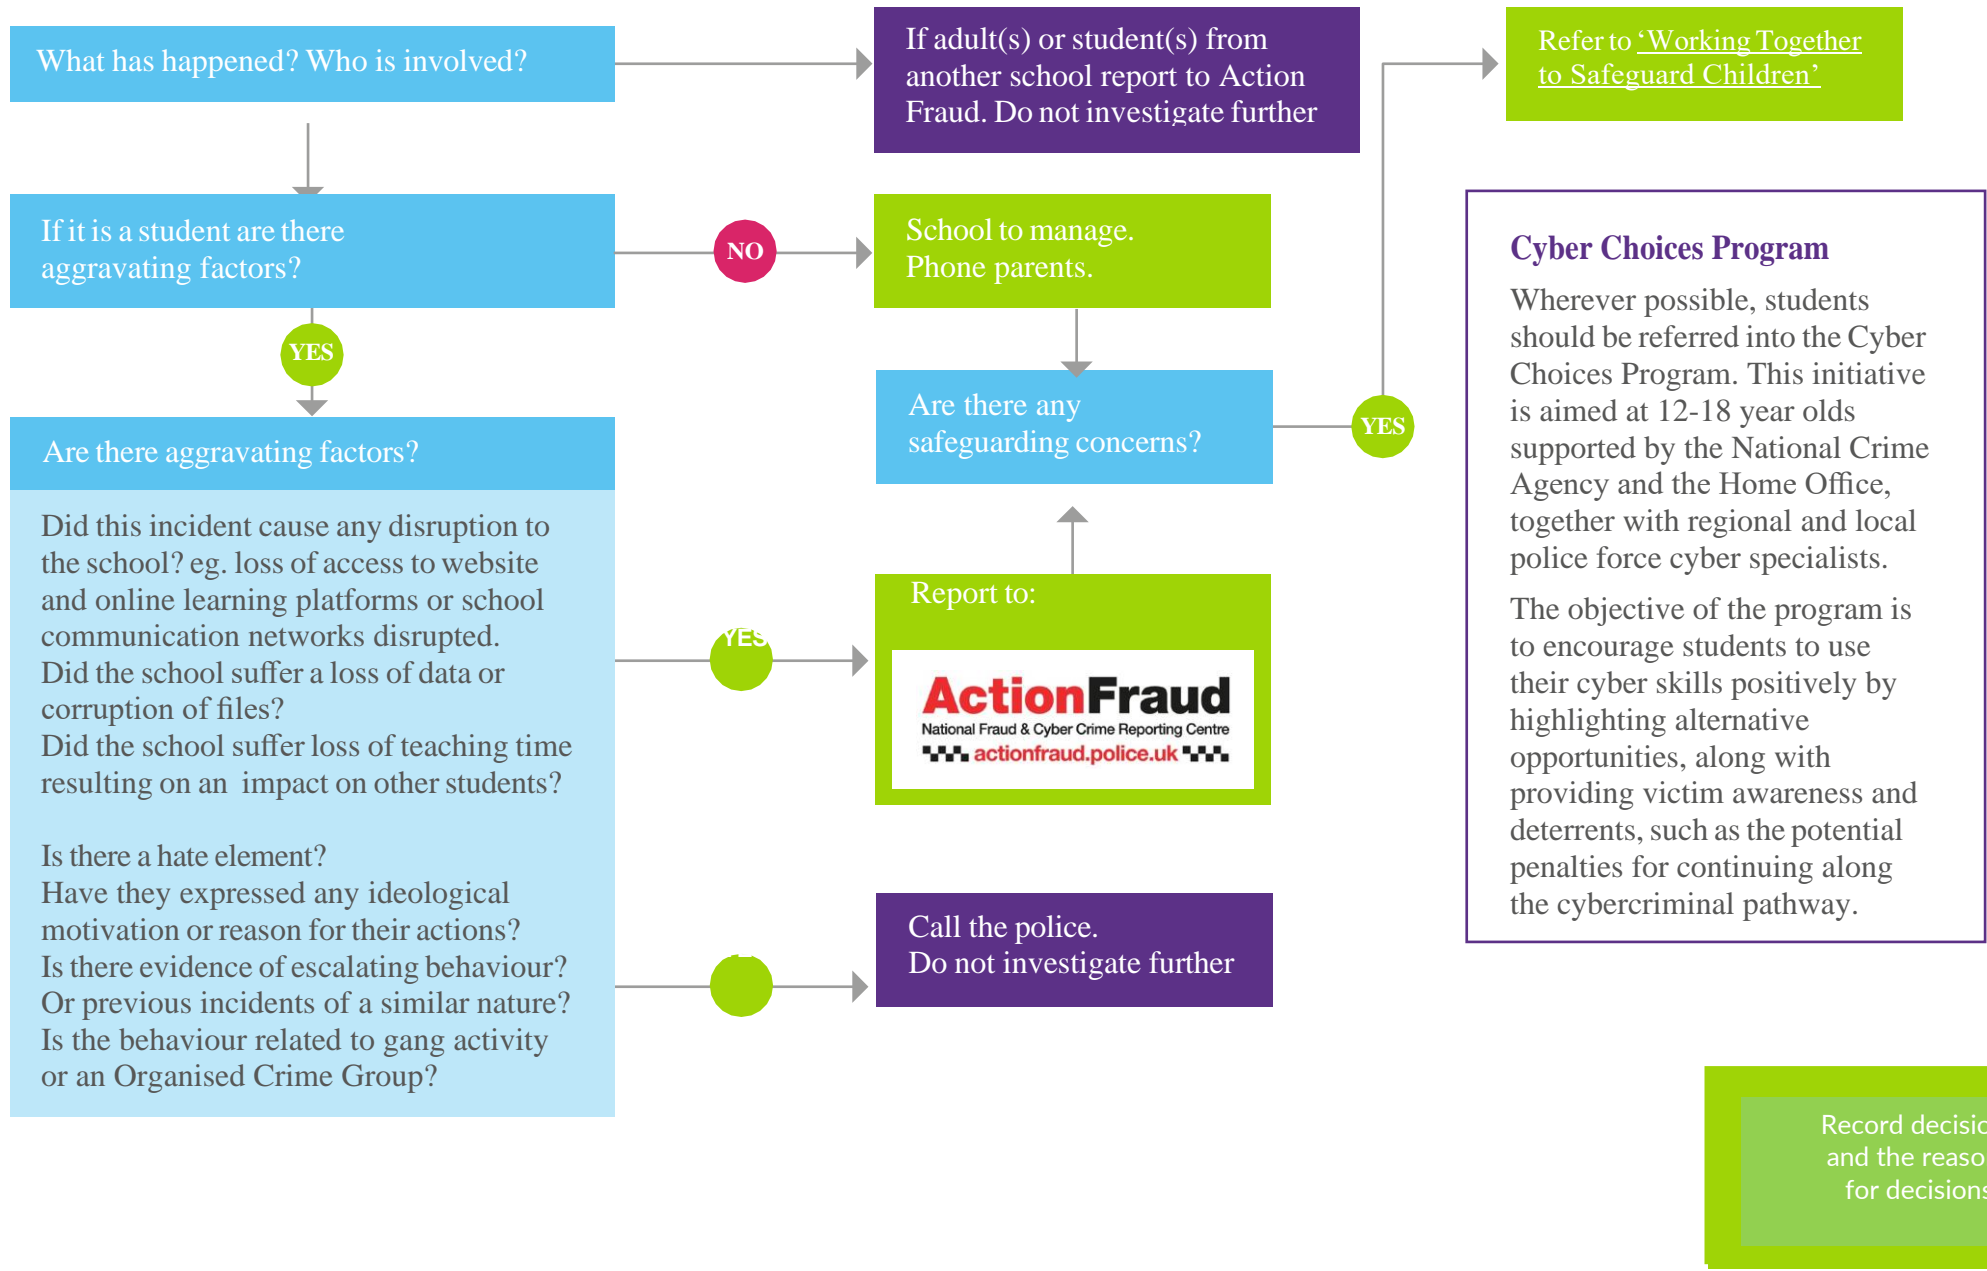 What has happened? Who is involved?
If adult(s) or student(s) from
another school report to Action
Fraud. Do not investigate further
Refer to ‘Working Together
to Safeguard Children’
If it is a student are there
aggravating factors?
NO
School to manage.
Phone parents.
YES
Are there any
safeguarding concerns?
YES
Are there aggravating factors?
Did this incident cause any disruption to
the school? eg. loss of access to website
and online learning platforms or school
communication networks disrupted.
Did the school suffer a loss of data or
corruption of files?
Did the school suffer loss of teaching time
resulting on an impact on other students?
Is there a hate element?
Have they expressed any ideological
motivation or reason for their actions?
Is there evidence of escalating behaviour?
Or previous incidents of a similar nature?
Is the behaviour related to gang activity
or an Organised Crime Group?
YES
Report to:
ActionFraud
National Fraud & Cyber Crime Reporting Centre
actionfraud.police.uk
Call the police.
Do not investigate further
Cyber Choices Program
Wherever possible, students
should be referred into the Cyber
Choices Program. This initiative
is aimed at 12-18 year olds
supported by the National Crime
Agency and the Home Office,
together with regional and local
police force cyber specialists.
The objective of the program is
to encourage students to use
their cyber skills positively by
highlighting alternative
opportunities, along with
providing victim awareness and
deterrents, such as the potential
penalties for continuing along
the cybercriminal pathway.
Record
and the
for decisions